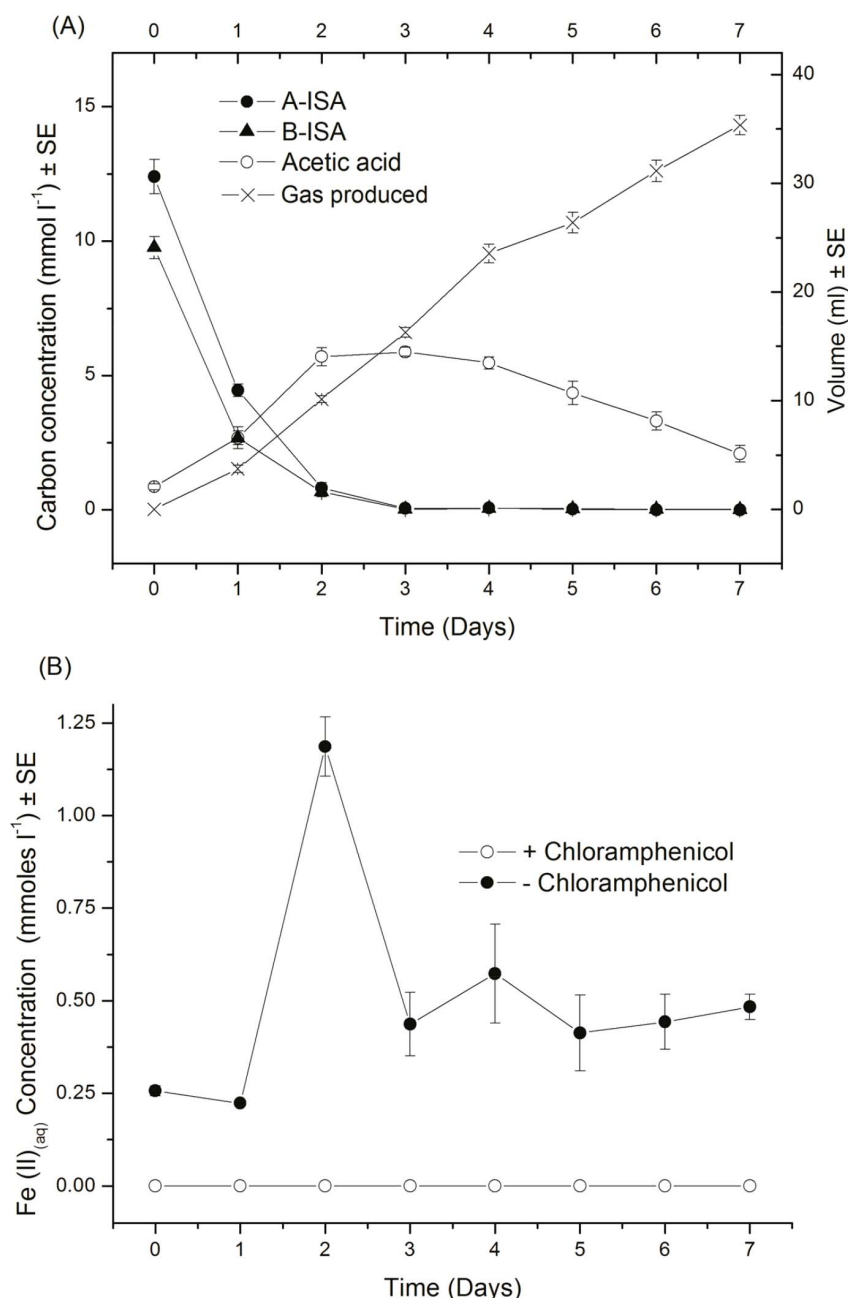 (A)
0 1 2 3 4 5 6 7
15
10
5
0
Carbon concentration (mmol l⁻¹) ± SE
A-ISA
B-ISA
Acetic acid
Gas produced
40
30
20
10
0
Volume (ml) ± SE
0 1 2 3 4 5 6 7
Time (Days)
(B)
1.25
1.00
0.75
0.50
0.25
0.00
Fe (II)(aq) Concentration (mmoles l⁻¹) ± SE
+ Chloramphenicol
- Chloramphenicol
0 1 2 3 4 5 6 7
Time (Days)